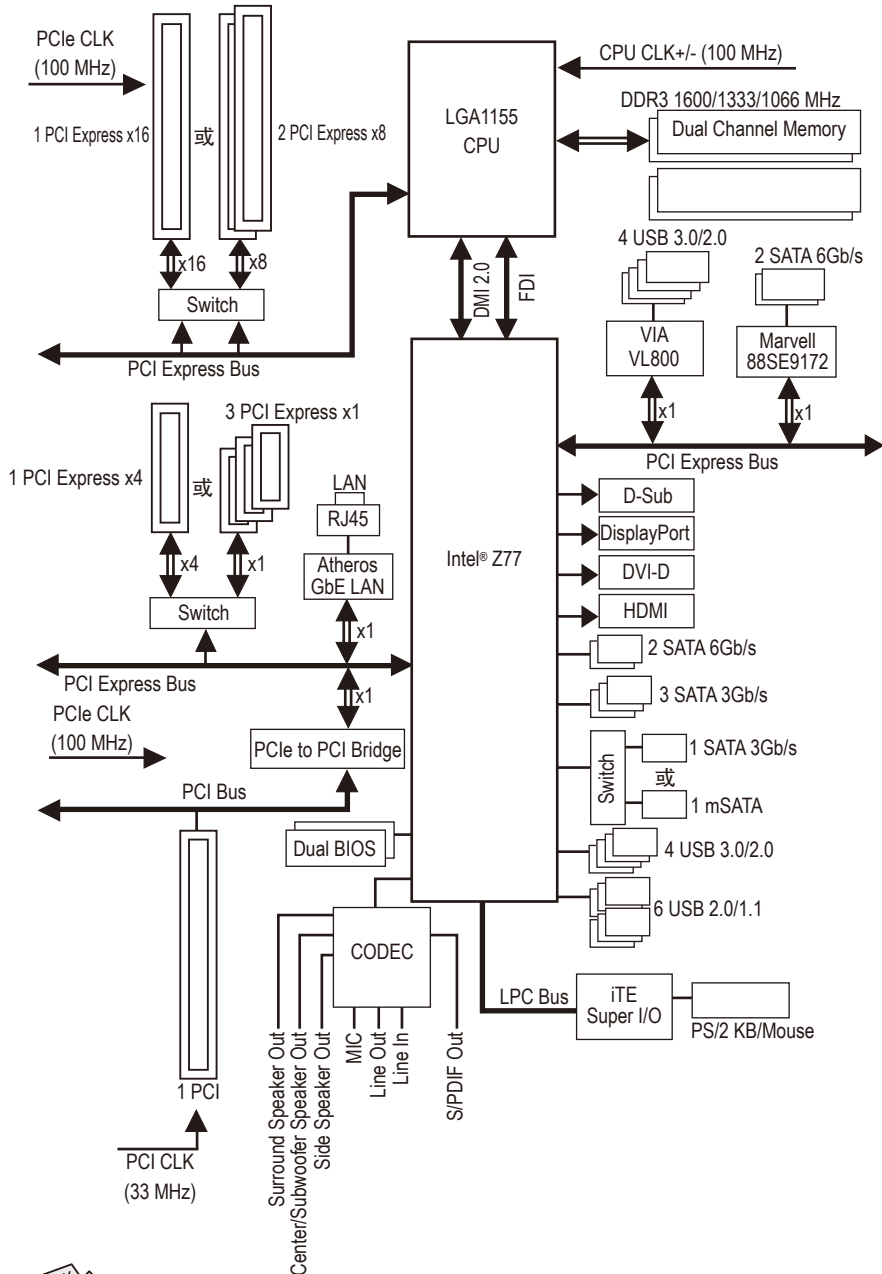 PCIe CLK
(100 MHz)
1 PCI Express x16
或
2 PCI Express x8
x16
x8
Switch
PCI Express Bus
LGA1155
CPU
CPU CLK+/- (100 MHz)
DDR3 1600/1333/1066 MHz
Dual Channel Memory
DMI 2.0
FDI
4 USB 3.0/2.0
2 SATA 6Gb/s
VIA
VL800
Marvell
88SE9172
x1
x1
PCI Express Bus
3 PCI Express x1
1 PCI Express x4
或
x4
x1
Switch
LAN
RJ45
Atheros
GbE LAN
x1
PCI Express Bus
x1
PCIe CLK
(100 MHz)
PCIe to PCI Bridge
PCI Bus
Intel® Z77
D-Sub
DisplayPort
DVI-D
HDMI
2 SATA 6Gb/s
3 SATA 3Gb/s
Switch
1 SATA 3Gb/s
或
1 mSATA
4 USB 3.0/2.0
6 USB 2.0/1.1
Dual BIOS
CODEC
LPC Bus
iTE
Super I/O
PS/2 KB/Mouse
Surround Speaker Out
Center/Subwoofer Speaker Out
Side Speaker Out
MIC
Line Out
Line In
S/PDIF Out
1 PCI
PCI CLK
(33 MHz)